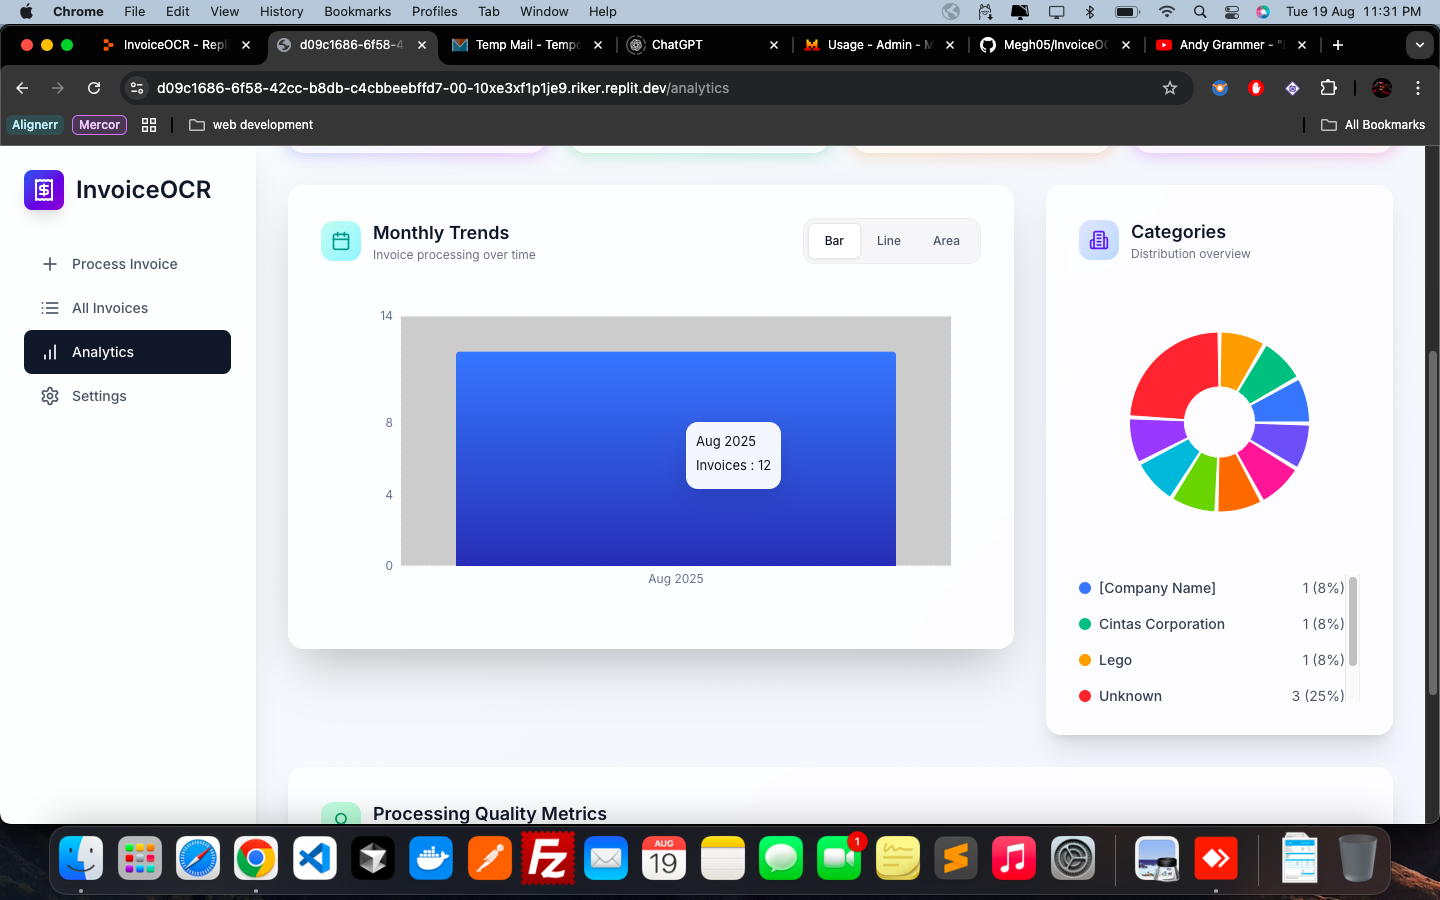 Chrome File Edit View History Bookmarks Profiles Tab Window Help Tue 19 Aug 11:31 PM
InvoiceOCR - Repl d09c1686-6f58-4 Temp Mail - Tempo ChatGPT Usage - Admin - M Megh05/InvoiceOC Andy Grammer - "
d09c1686-6f58-42cc-b8db-c4cbbeebffd7-00-10xe3xf1p1je9.riker.replit.dev/analytics
Alignerr Mercor web development All Bookmarks
InvoiceOCR
Process Invoice
All Invoices
Analytics
Settings
Monthly Trends
Invoice processing over time
Bar Line Area
14
8
4
0
Aug 2025
Invoices : 12
Aug 2025
Categories
Distribution overview
[Company Name] 1 (8%)
Cintas Corporation 1 (8%)
Lego 1 (8%)
Unknown 3 (25%)
Processing Quality Metrics
AUG
19
1
Fz